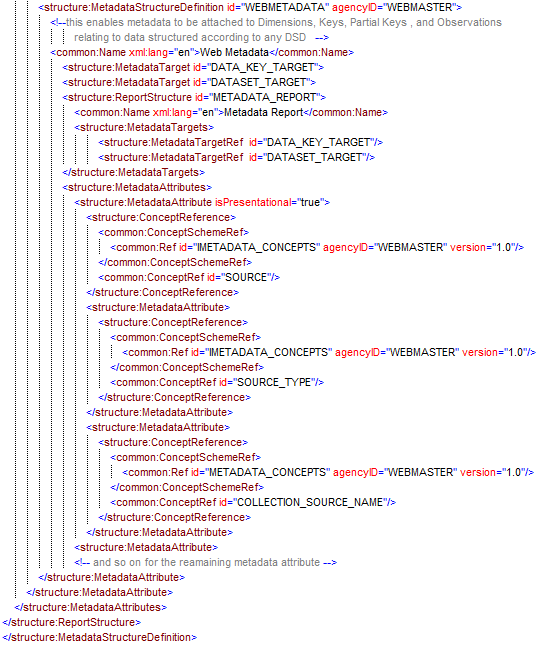 <structure:MetadataStructureDefinition id="WEBMETADATA" agencyID="WEBMASTER">
<!--this enables metadata to be attached to Dimensions, Keys, Partial Keys , and Observations
relating to data structured according to any DSD -->
<common:Name xml:lang="en">Web Metadata</common:Name>
<structure:MetadataTarget id="DATA_KEY_TARGET">
<structure:MetadataTarget id="DATASET_TARGET">
<structure:ReportStructure id="METADATA_REPORT">
<common:Name xml:lang="en">Metadata Report</common:Name>
<structure:MetadataTargets>
<structure:MetadataTargetRef id="DATA_KEY_TARGET"/>
<structure:MetadataTargetRef id="DATASET_TARGET"/>
</structure:MetadataTargets>
<structure:MetadataAttributes>
<structure:MetadataAttribute isPresentational="true">
<structure:ConceptReference>
<common:ConceptSchemeRef>
<common:Ref id="IMETADATA_CONCEPTS" agencyID="WEBMASTER" version="1.0"/>
</common:ConceptSchemeRef>
<common:ConceptRef id="SOURCE"/>
</structure:ConceptReference>
<structure:MetadataAttribute>
<structure:ConceptReference>
<common:ConceptSchemeRef>
<common:Ref id="IMETADATA_CONCEPTS" agencyID="WEBMASTER" version="1.0"/>
</common:ConceptSchemeRef>
<common:ConceptRef id="SOURCE_TYPE"/>
</structure:ConceptReference>
</structure:MetadataAttribute>
<structure:MetadataAttribute>
<structure:ConceptReference>
<common:ConceptSchemeRef>
<common:Ref id="METADATA_CONCEPTS" agencyID="WEBMASTER" version="1.0"/>
</common:ConceptSchemeRef>
<common:ConceptRef id="COLLECTION_SOURCE_NAME"/>
</structure:ConceptReference>
</structure:MetadataAttribute>
<structure:MetadataAttribute>
<!-- and so on for the reamaining metadata attribute -->
</structure:MetadataAttribute>
</structure:MetadataAttribute>
</structure:MetadataAttributes>
</structure:ReportStructure>
</structure:MetadataStructureDefinition>